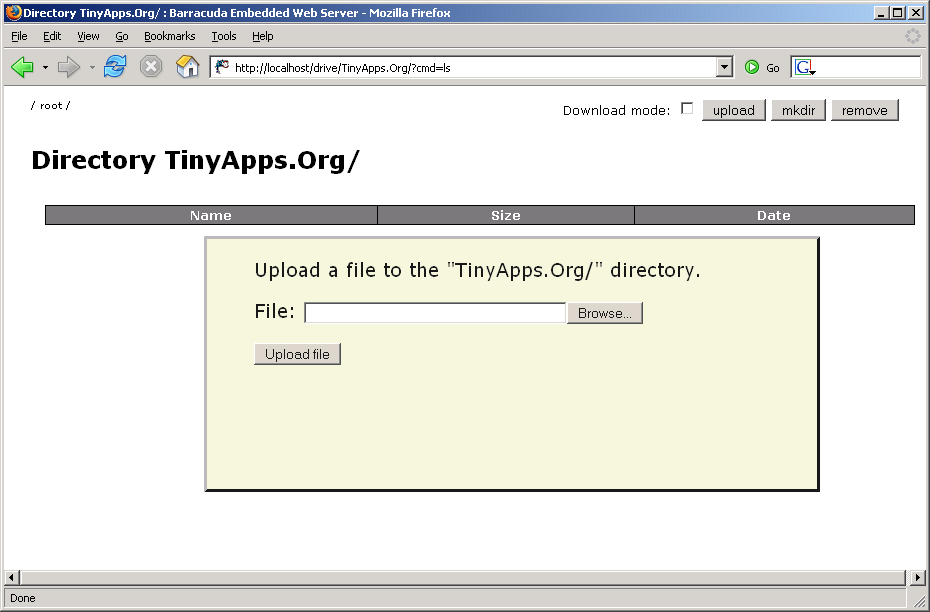 Directory TinyApps.Org/ : Barracuda Embedded Web Server - Mozilla Firefox
File Edit View Go Bookmarks Tools Help
http://localhost/drive/TinyApps.Org/?cmd=ls Go G
/ root /
Download mode: upload mkdir remove
Directory TinyApps.Org/
Name Size Date
Upload a file to the "TinyApps.Org/" directory.
File: Browse...
Upload file
Done